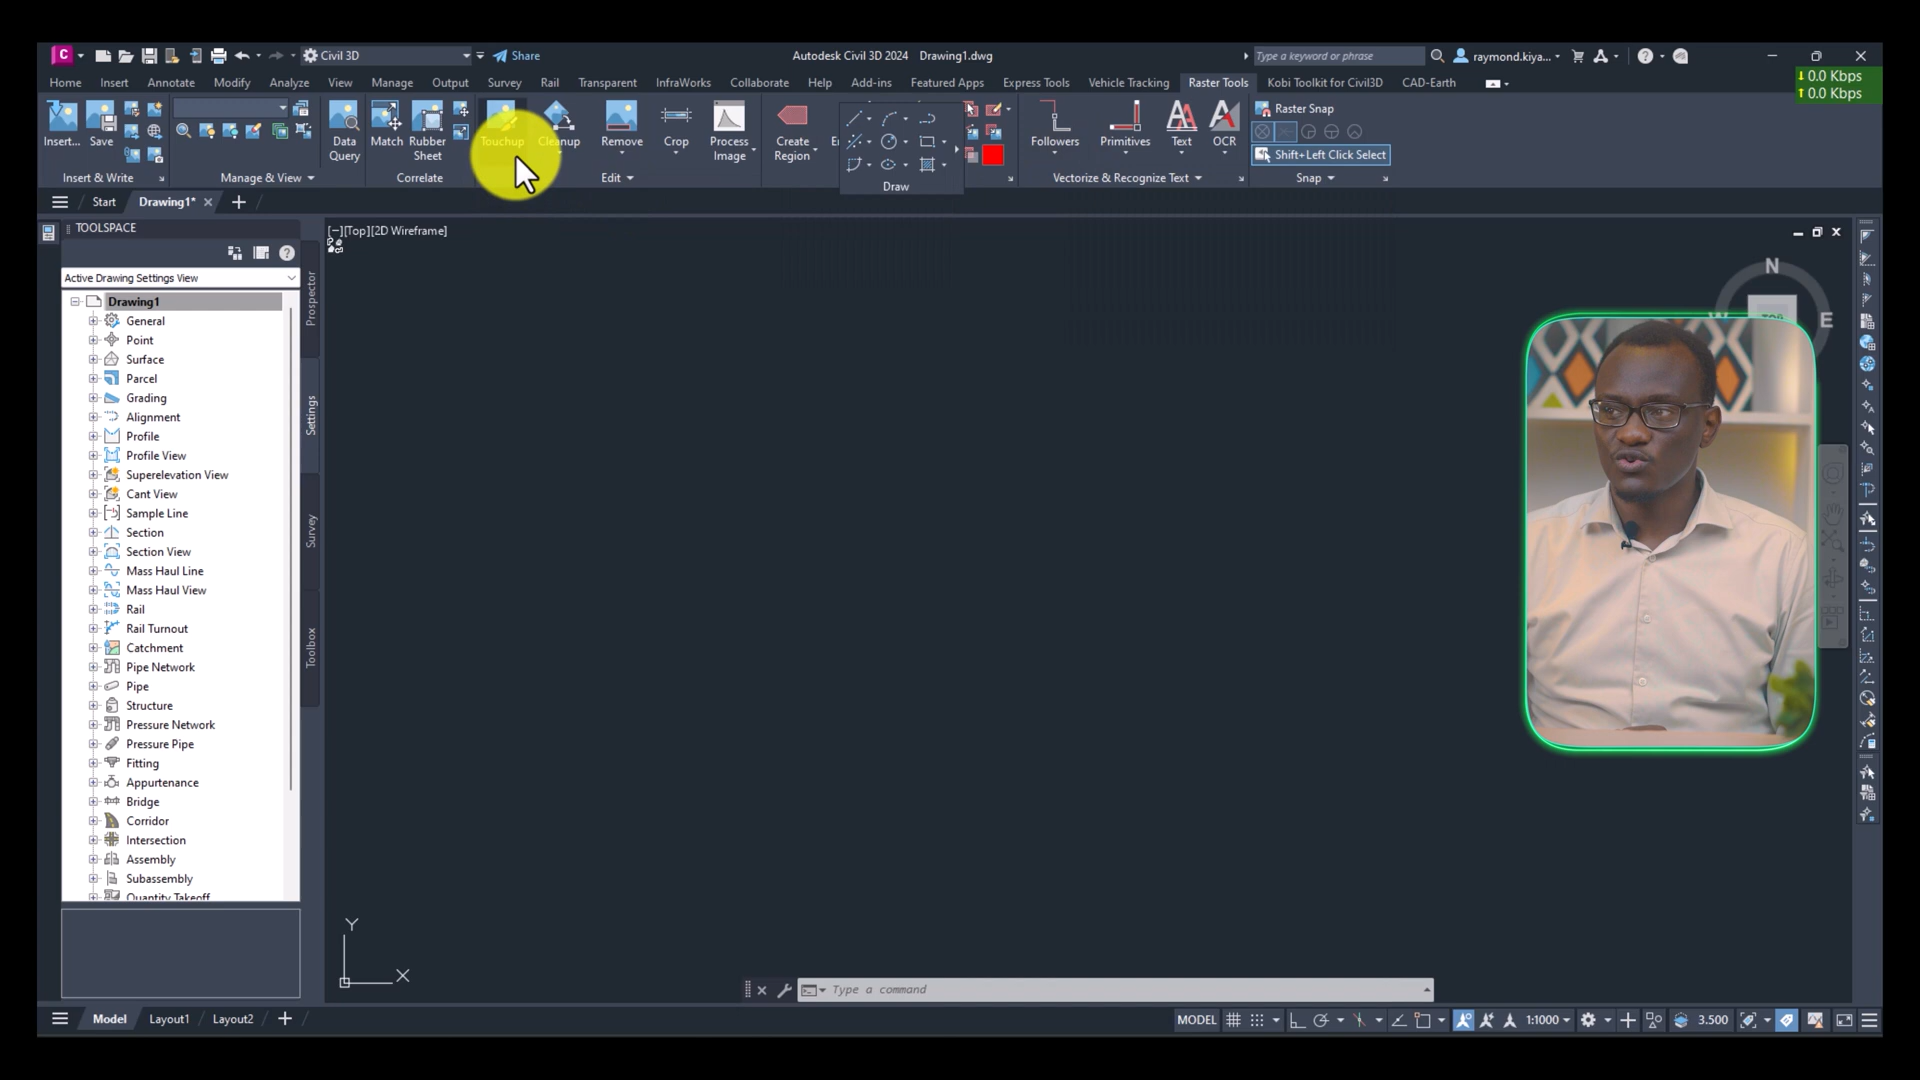 C
Civil 3D
Share
Autodesk Civil 3D 2024 Drawing1.dwg
Type a keyword or phrase
raymond.kiya...
Home Insert Annotate Modify Analyze View Manage Output Survey Rail Transparent InfraWorks Collaborate Help Add-ins Featured Apps Express Tools Vehicle Tracking Raster Tools Kobi Toolkit for Civil3D CAD-Earth
0.0 Kbps
0.0 Kbps
Insert... Save
Data Query
Match Rubber Sheet
Touchup Cleanup Remove Crop Process Image
Create Region
Followers Primitives Text OCR
Raster Snap
Shift+Left Click Select
Insert & Write Manage & View Correlate Edit Draw Vectorize & Recognize Text Snap
Start Drawing1*
TOOLSPACE
[−][Top][2D Wireframe]
Active Drawing Settings View
Drawing1
General
Point
Surface
Parcel
Grading
Alignment
Profile
Profile View
Superelevation View
Cant View
Sample Line
Section
Section View
Mass Haul Line
Mass Haul View
Rail
Rail Turnout
Catchment
Pipe Network
Pipe
Structure
Pressure Network
Pressure Pipe
Fitting
Appurtenance
Bridge
Corridor
Intersection
Assembly
Subassembly
Quantity Takeoff
Prospector
Settings
Survey
Toolbox
N
E
Y
X
Type a command
Model Layout1 Layout2
MODEL 1:1000 3.500